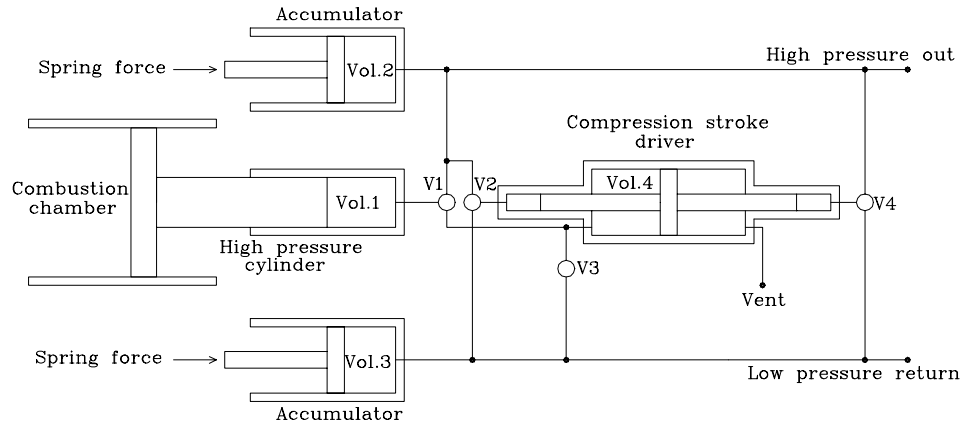 Accumulator
Spring force
Vol.2
High pressure out
Compression stroke
driver
Combustion
chamber
Vol.1
V1
V2
Vol.4
V4
High pressure
cylinder
V3
Vent
Spring force
Vol.3
Low pressure return
Accumulator